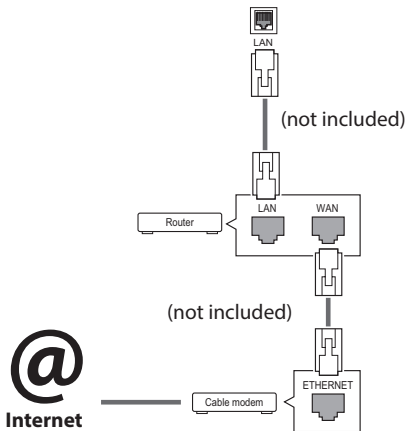 LAN
(not included)
LAN WAN
Router
(not included)
ETHERNET
@
Cable modem
Internet